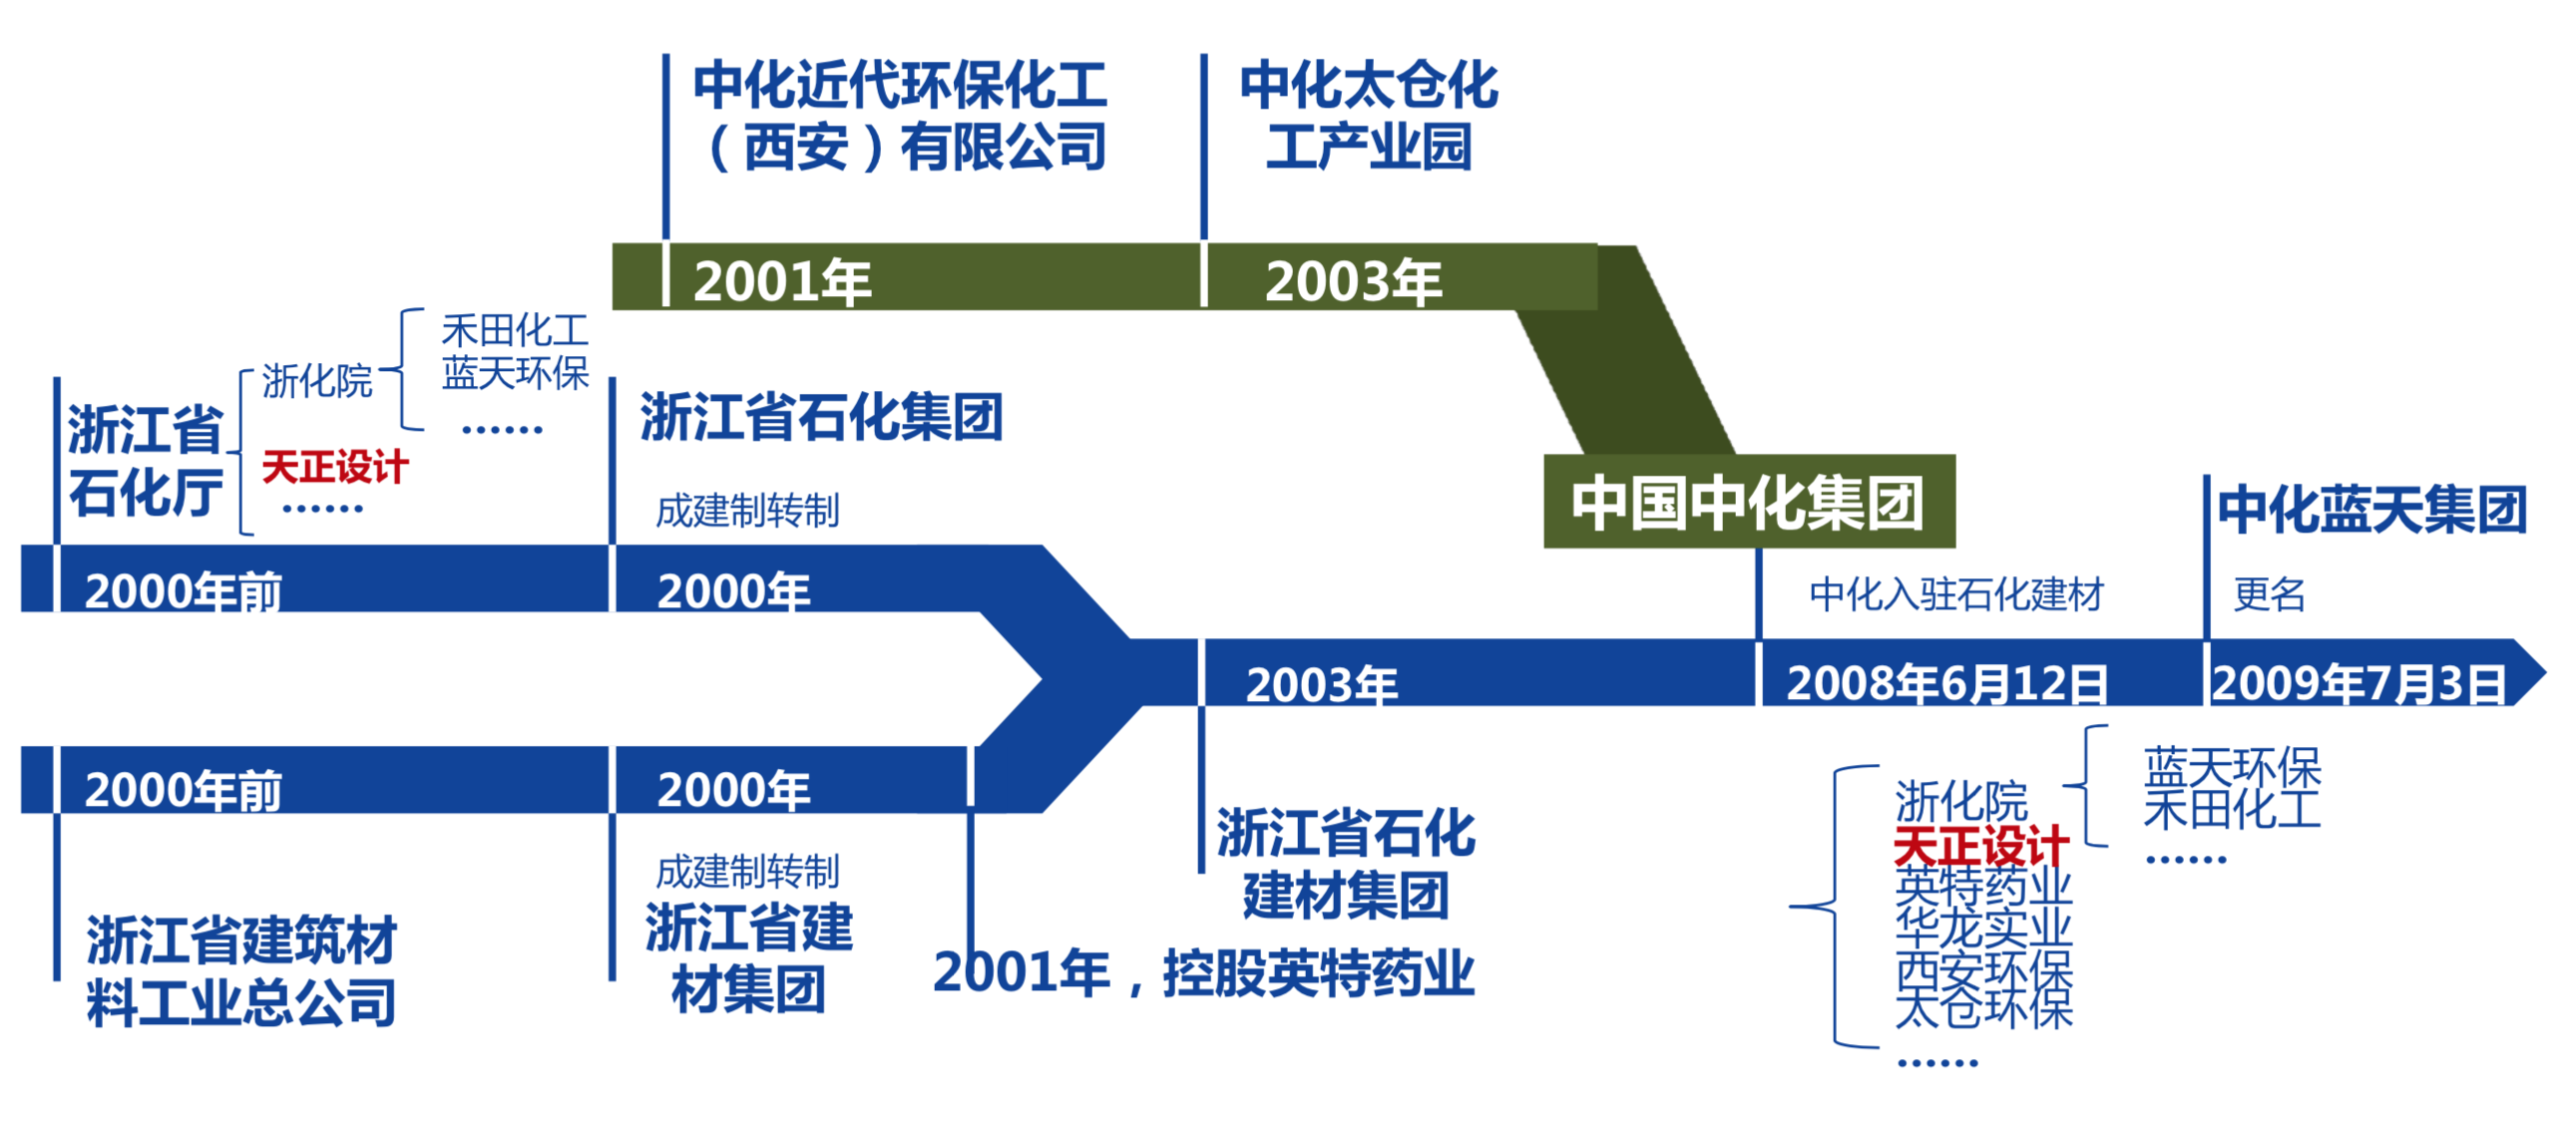 中化近代环保化工
（西安）有限公司
中化太仓化
工产业园
2001年
2003年
禾田化工
蓝天环保
……
浙化院
天正设计
……
浙江省
石化厅
浙江省石化集团
成建制转制
中国中化集团
中化入驻石化建材
中化蓝天集团
更名
2000年前
2000年
2003年
2008年6月12日
2009年7月3日
2000年前
2000年
浙江省建筑材
料工业总公司
成建制转制
浙江省建
材集团
2001年，控股英特药业
浙江省石化
建材集团
浙化院
天正设计
英特药业
华龙实业
西安环保
太仓环保
……
蓝天环保
禾田化工
……